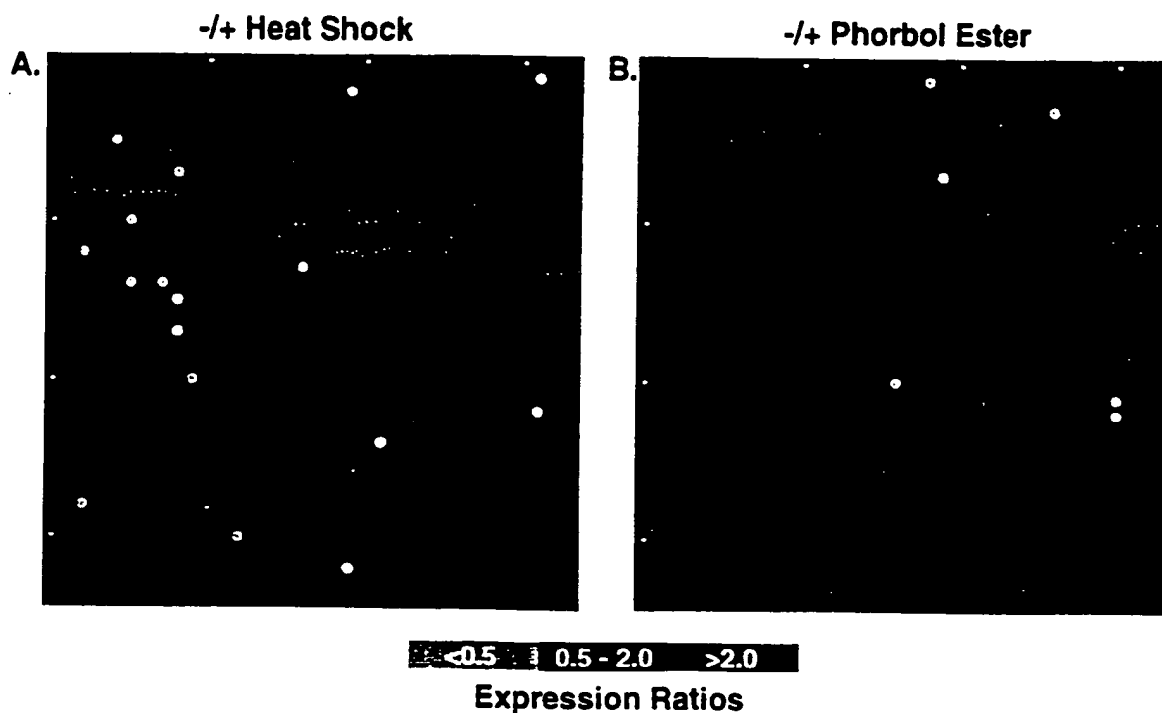 -/+ Heat Shock
-/+ Phorbol Ester
A.
B.
<0.5 0.5 - 2.0 >2.0
Expression Ratios